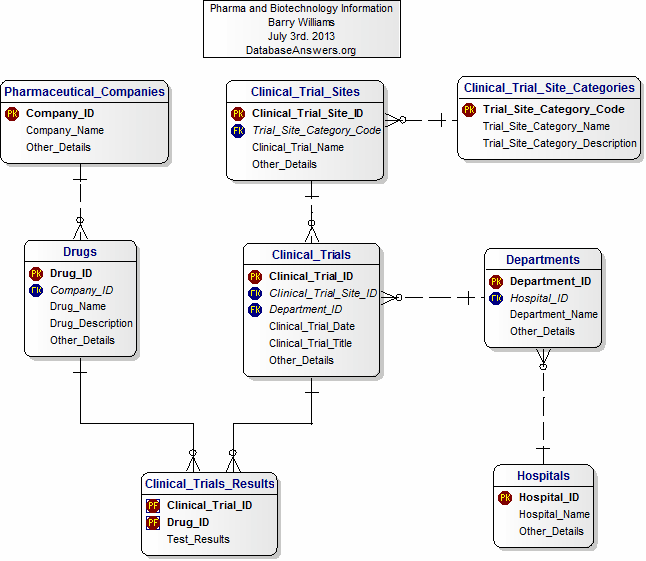 Pharma and Biotechnology Information
Barry Williams
July 3rd. 2013
DatabaseAnswers.org
Pharmaceutical_Companies
PK Company_ID
Company_Name
Other_Details
Clinical_Trial_Sites
PK Clinical_Trial_Site_ID
FK Trial_Site_Category_Code
Clinical_Trial_Name
Other_Details
Clinical_Trial_Site_Categories
PK Trial_Site_Category_Code
Trial_Site_Category_Name
Trial_Site_Category_Description
Drugs
PK Drug_ID
FK Company_ID
Drug_Name
Drug_Description
Other_Details
Clinical_Trials
PK Clinical_Trial_ID
FK Clinical_Trial_Site_ID
FK Department_ID
Clinical_Trial_Date
Clinical_Trial_Title
Other_Details
Departments
PK Department_ID
FK Hospital_ID
Department_Name
Other_Details
Clinical_Trials_Results
PF Clinical_Trial_ID
PF Drug_ID
Test_Results
Hospitals
PK Hospital_ID
Hospital_Name
Other_Details